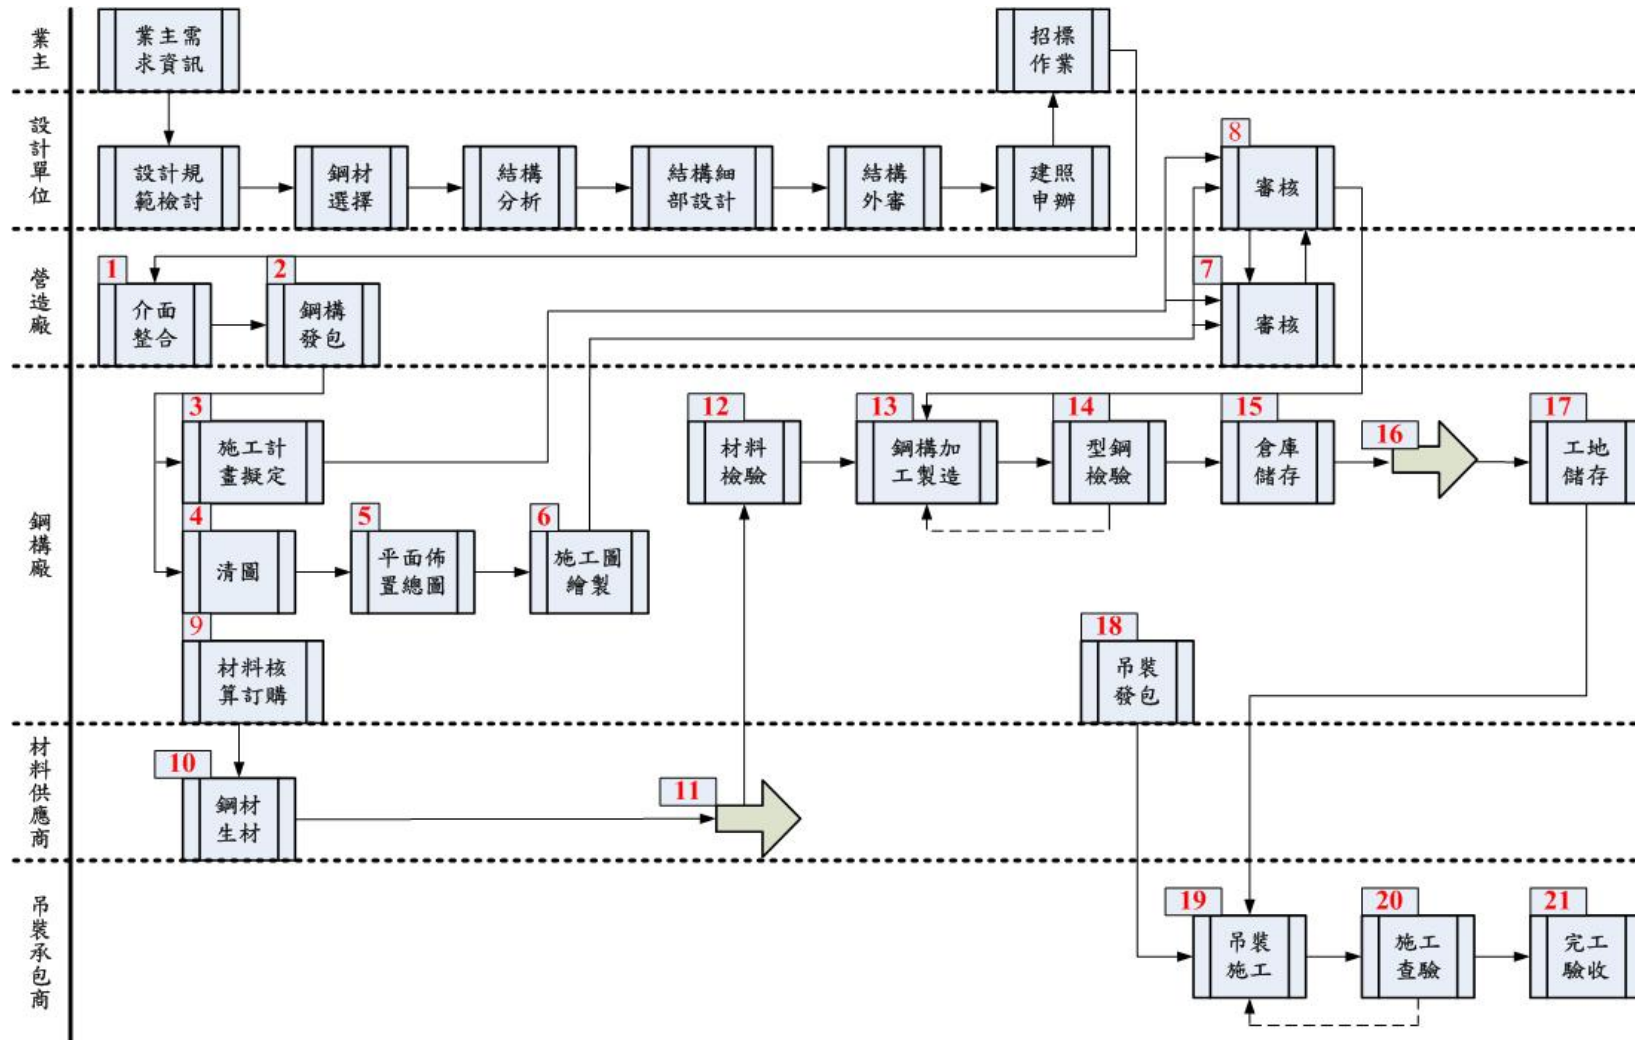 業主
業主需
求資訊
招標
作業
設計單位
設計規
範檢討
鋼材
選擇
結構
分析
結構細
部設計
結構
外審
建照
申辦
8
審核
營造廠
1
介面
整合
2
鋼構
發包
7
審核
鋼構廠
3
施工計
畫擬定
4
清圖
5
平面佈
置總圖
6
施工圖
繪製
9
材料核
算訂購
12
材料
檢驗
13
鋼構加
工製造
14
型鋼
檢驗
15
倉庫
儲存
16
17
工地
儲存
18
吊裝
發包
材料供應商
10
鋼材
生材
11
吊裝承包商
19
吊裝
施工
20
施工
查驗
21
完工
驗收